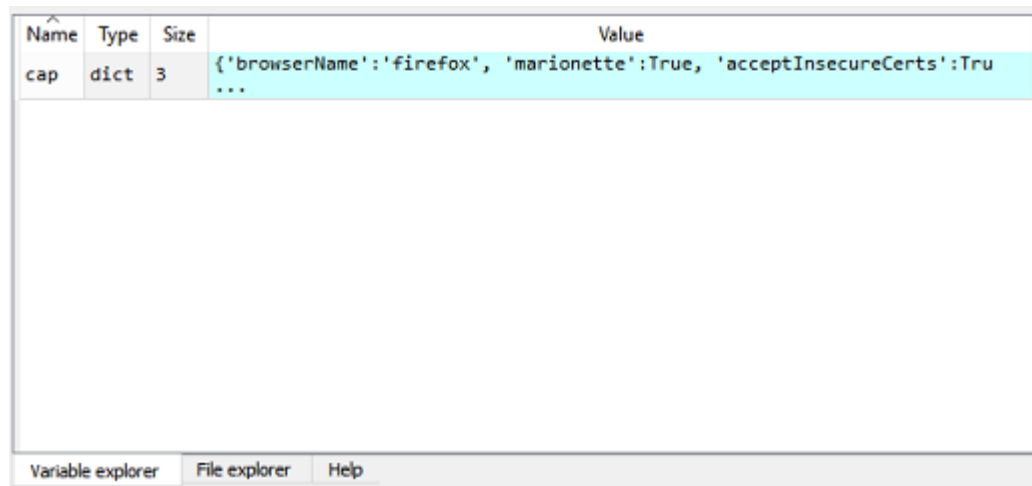 Name Type Size Value
cap dict 3 {'browserName':'firefox', 'marionette':True, 'acceptInsecureCerts':Tru
...
Variable explorer File explorer Help